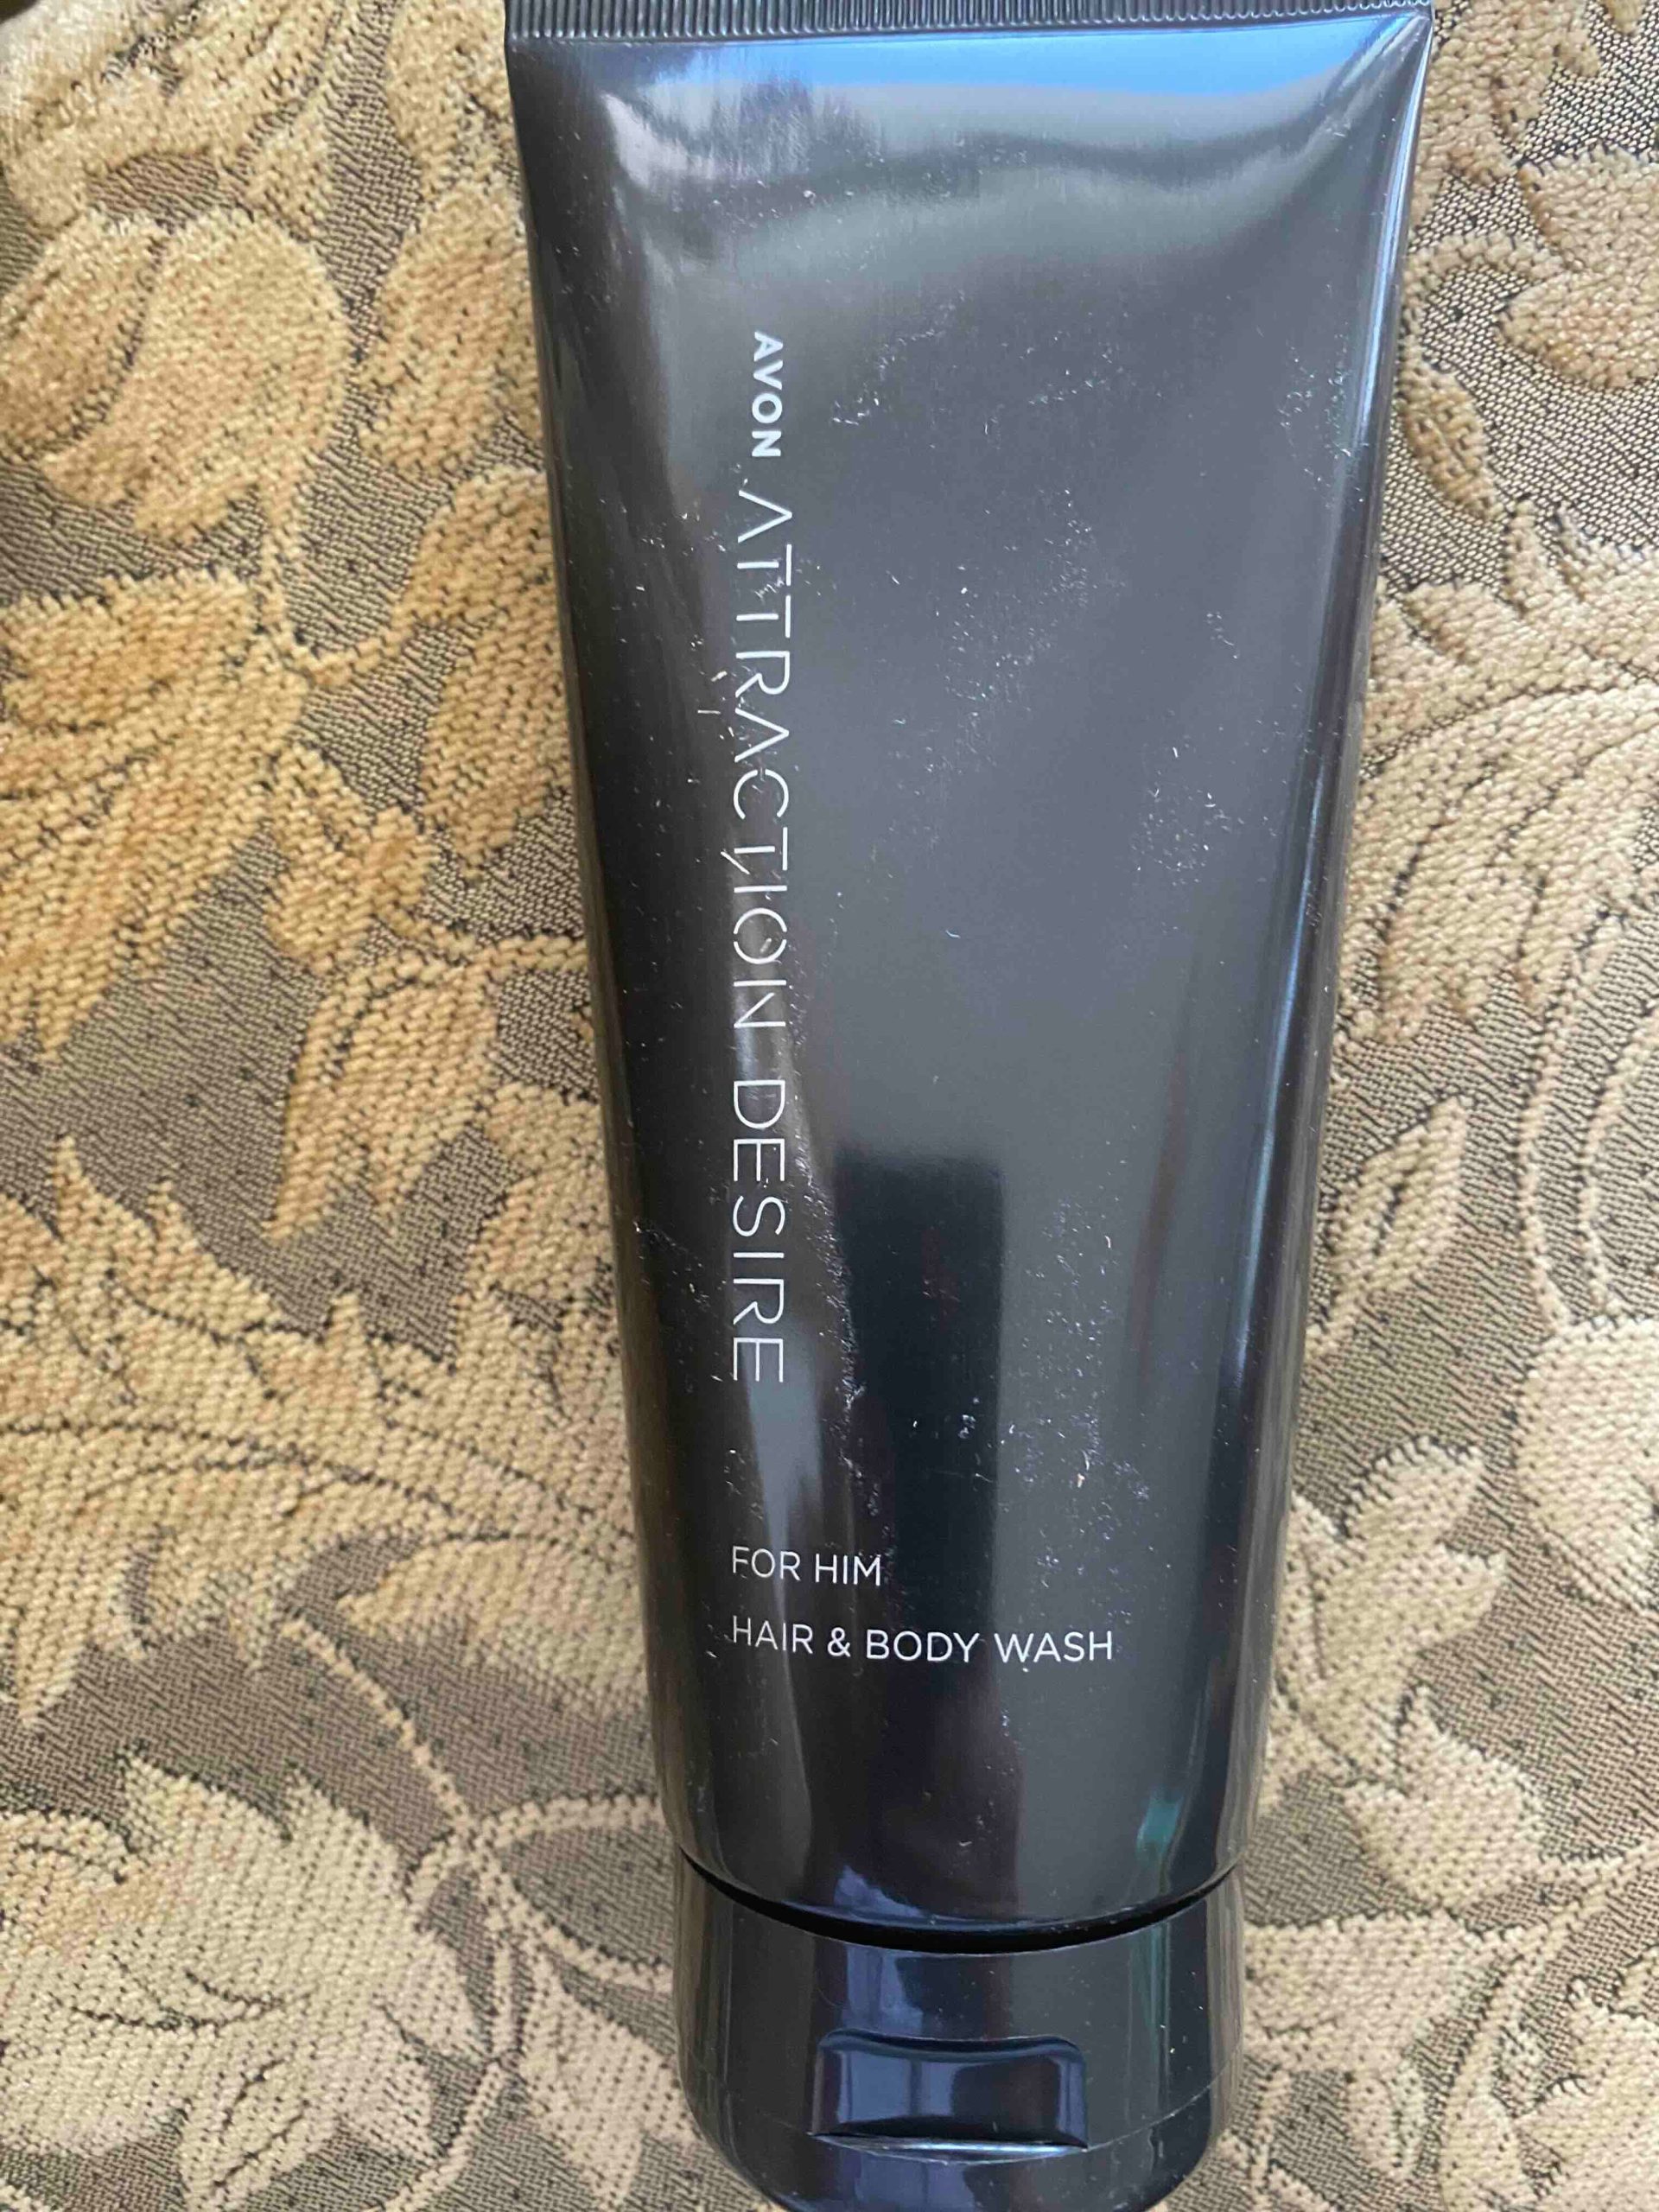 AVON ATTRACTION DESIRE
FOR HIM
HAIR & BODY WASH